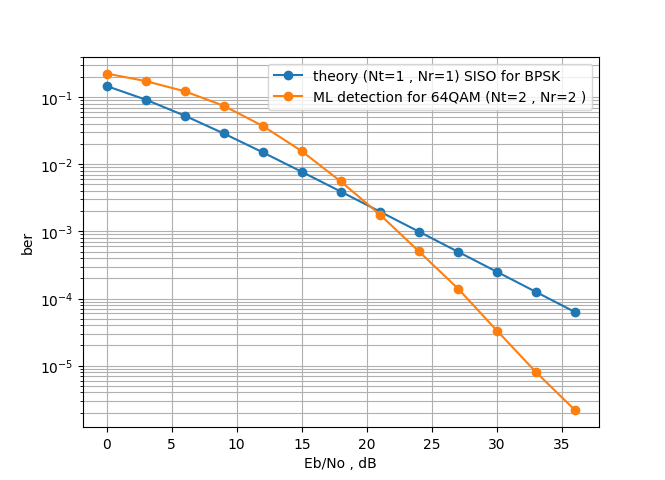 theory (Nt=1 , Nr=1) SISO for BPSK
ML detection for 64QAM (Nt=2 , Nr=2 )
10⁻¹
10⁻²
10⁻³
10⁻⁴
10⁻⁵
ber
0 5 10 15 20 25 30 35
Eb/No , dB